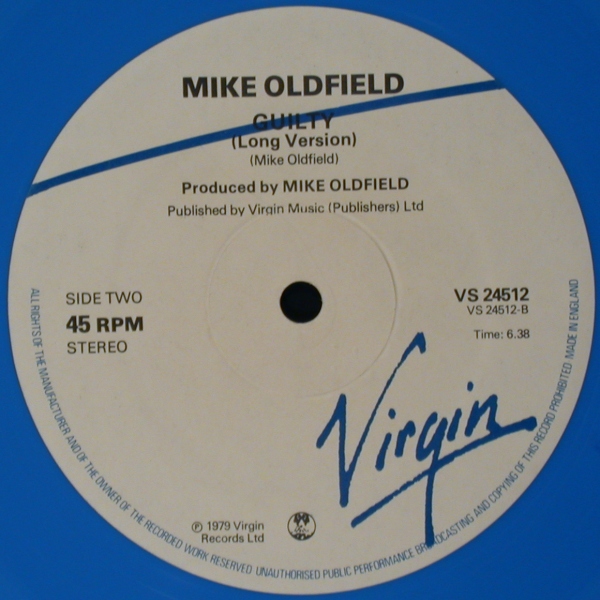 MIKE OLDFIELD
GUILTY
(Long Version)
(Mike Oldfield)
Produced by MIKE OLDFIELD
Published by Virgin Music (Publishers) Ltd
SIDE TWO
45 RPM
STEREO
VS 24512
VS 24512-B
Time: 6.38
Virgin
℗ 1979 Virgin
Records Ltd
ALL RIGHTS OF THE MANUFACTURER AND OF THE OWNER OF THE RECORDED WORK RESERVED UNAUTHORISED PUBLIC PERFORMANCE BROADCASTING AND COPYING OF THIS RECORD PROHIBITED MADE IN ENGLAND